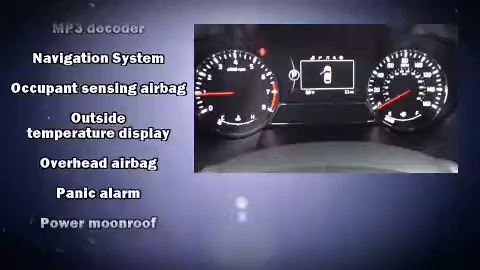 MP3 decoder
Navigation System
Occupant sensing airbag
Outside
temperature display
Overhead airbag
Panic alarm
Power moonroof